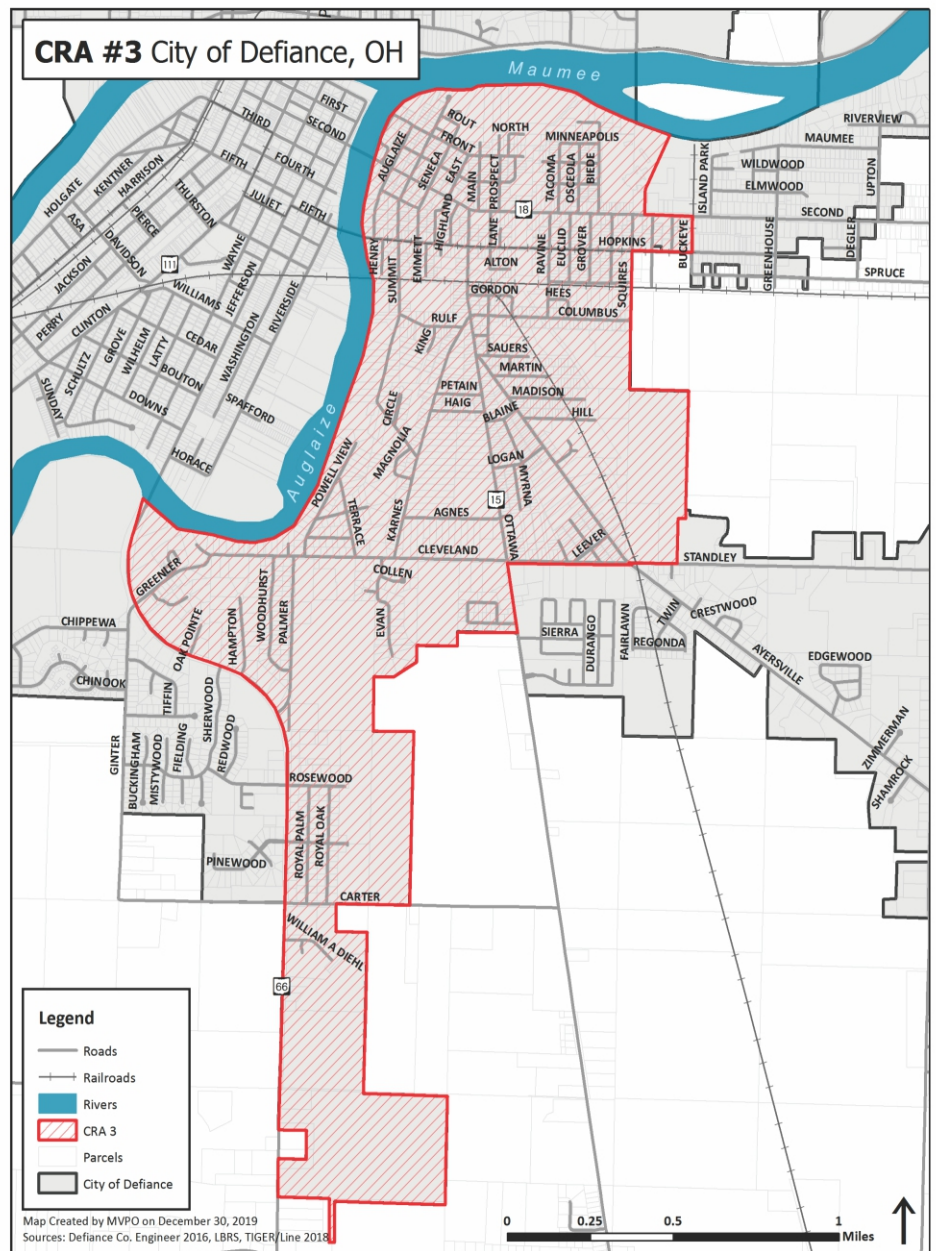 CRA #3 City of Defiance, OH
Maumee
FIRST
SECOND
THIRD
FOURTH
FIFTH
JULIET
FIFTH
HOLGATE
KENTNER
HARRISON
ASA
PIERCE
THURSTON
DAVIDSON
WAYNE
JACKSON
111
WILLIAMS
JEFFERSON
RIVERSIDE
PERRY
CLINTON
GROVE
WILHELM
LATTY
CEDAR
WASHINGTON
SCHULTZ
BOUTON
SUNDAY
DOWNS
SPAFFORD
HORACE
Auglaize
ROUT
FRONT
NORTH
MINNEAPOLIS
AUGLAIZE
SENECA
EAST
MAIN
PROSPECT
TACOMA
OSCEOLA
BIEDE
18
HIGHLAND
HENRY
SUMMIT
EMMETT
LANE
ALTON
RAVINE
EUCLID
GROVER
HOPKINS
SQUIRES
BUCKEYE
GORDON
HEES
COLUMBUS
RULF
KING
SAUERS
MARTIN
PETAIN
MADISON
HAIG
BLAINE
HILL
CIRCLE
MAGNOLIA
LOGAN
MYRNA
POWELL VIEW
15
TERRACE
KARNES
AGNES
OTTAWA
LEEVER
CLEVELAND
STANDLEY
RIVERVIEW
MAUMEE
ISLAND PARK
WILDWOOD
ELMWOOD
UPTON
SECOND
GREENHOUSE
DEGLER
SPRUCE
GREENLER
COLLEN
EVAN
WOODHURST
PALMER
HAMPTON
OAK POINTE
CHIPPEWA
CHINOOK
TIFFIN
SHERWOOD
REDWOOD
FIELDING
MISTYWOOD
BUCKINGHAM
GINTER
SIERRA
DURANGO
FAIRLAWN
TWIN
REGONDA
CRESTWOOD
AYERSVILLE
EDGEWOOD
ZIMMERMAN
SHAMROCK
ROSEWOOD
ROYAL PALM
ROYAL OAK
PINEWOOD
CARTER
WILLIAM A DIEHL
66
Legend
Roads
Railroads
Rivers
CRA 3
Parcels
City of Defiance
Map Created by MVPO on December 30, 2019
Sources: Defiance Co. Engineer 2016, LBRS, TIGER/Line 2018
0 0.25 0.5 1
Miles